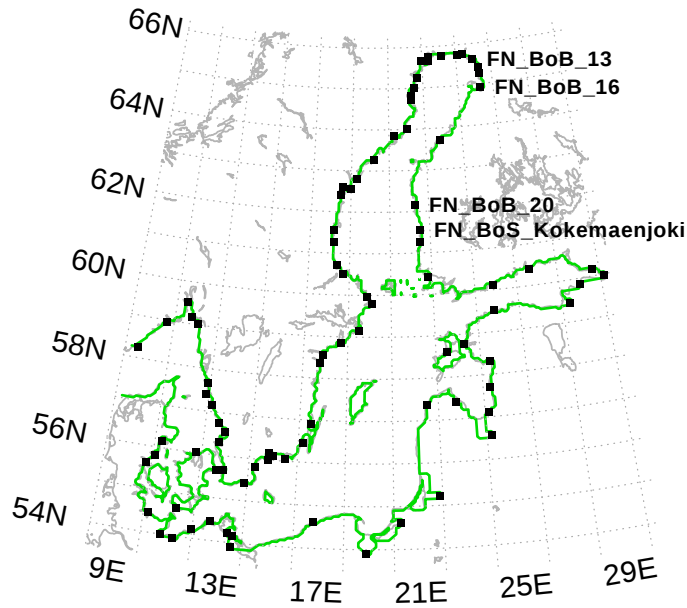 66N
FN_BoB_13
FN_BoB_16
64N
62N
FN_BoB_20
FN_BoS_Kokemaenjoki
60N
58N
56N
54N
9E
13E
17E
21E
25E
29E